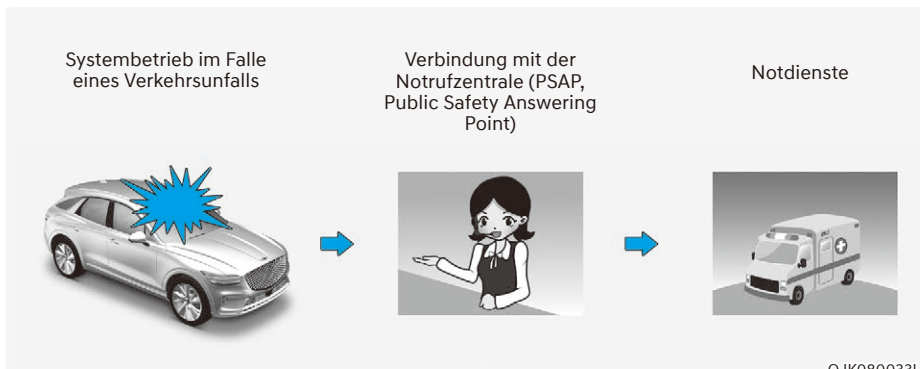 Systembetrieb im Falle
eines Verkehrsunfalls
Verbindung mit der
Notrufzentrale (PSAP,
Public Safety Answering
Point)
Notdienste